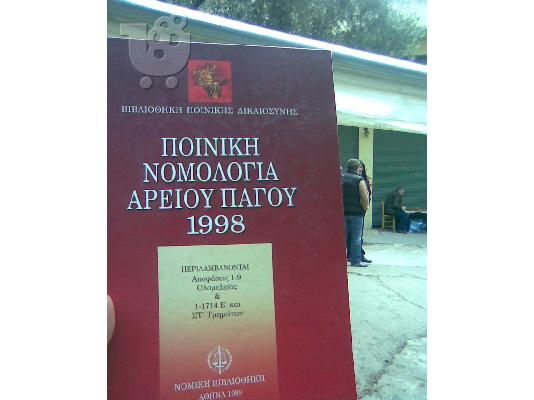 ΒΙΒΛΙΟΘΗΚΗ ΠΟΙΝΙΚΗΣ ΔΙΚΑΙΟΣΥΝΗΣ
ΠΟΙΝΙΚΗ
ΝΟΜΟΛΟΓΙΑ
ΑΡΕΙΟΥ ΠΑΓΟΥ
1998
ΠΕΡΙΛΑΜΒΑΝΟΝΤΑΙ
Αποφάσεις 1-9
Ολομελείας
&
1-1714 Ε' και
ΣΤ' Τμημάτων
ΝΟΜΙΚΗ ΒΙΒΛΙΟΘΗΚΗ
ΑΘΗΝΑ 1999